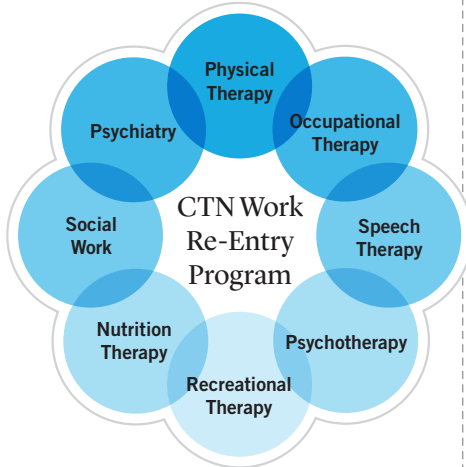 Physical
Therapy
Occupational
Therapy
Speech
Therapy
Psychotherapy
Recreational
Therapy
Nutrition
Therapy
Social
Work
Psychiatry
CTN Work
Re-Entry
Program